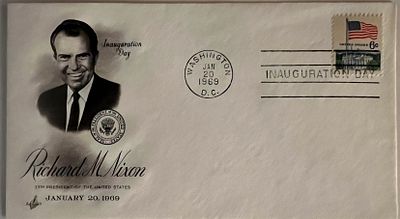 Inauguration
Day
Richard M Nixon
37TH PRESIDENT OF THE UNITED STATES
JANUARY 20, 1969
WASHINGTON
JAN
20
1969
D.C.
INAUGURATION DAY
6c